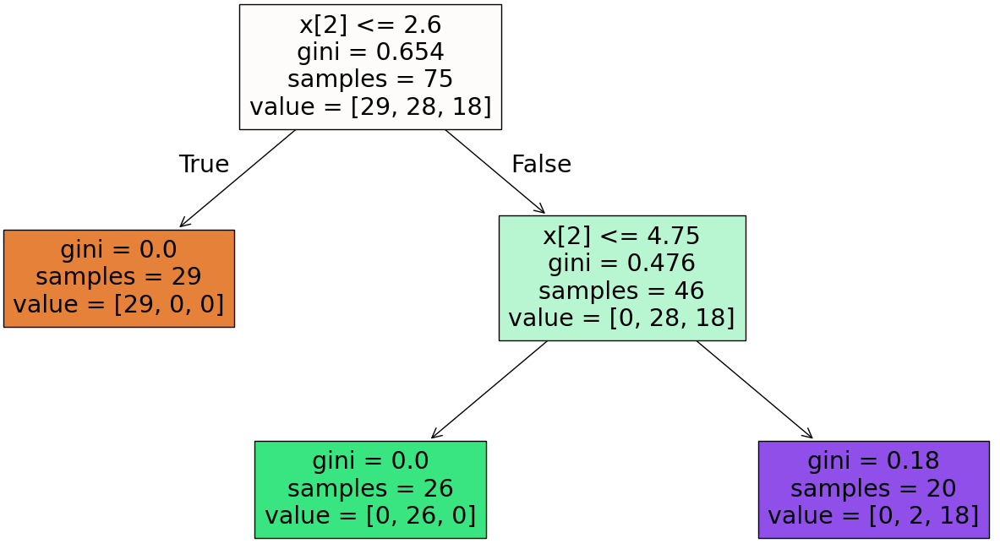 x[2] <= 2.6
gini = 0.654
samples = 75
value = [29, 28, 18]
True
False
gini = 0.0
samples = 29
value = [29, 0, 0]
x[2] <= 4.75
gini = 0.476
samples = 46
value = [0, 28, 18]
gini = 0.0
samples = 26
value = [0, 26, 0]
gini = 0.18
samples = 20
value = [0, 2, 18]